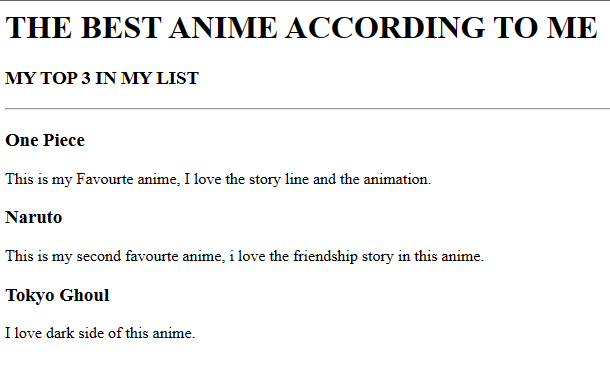 THE BEST ANIME ACCORDING TO ME
MY TOP 3 IN MY LIST
One Piece
This is my Favourte anime, I love the story line and the animation.
Naruto
This is my second favourte anime, i love the friendship story in this anime.
Tokyo Ghoul
I love dark side of this anime.